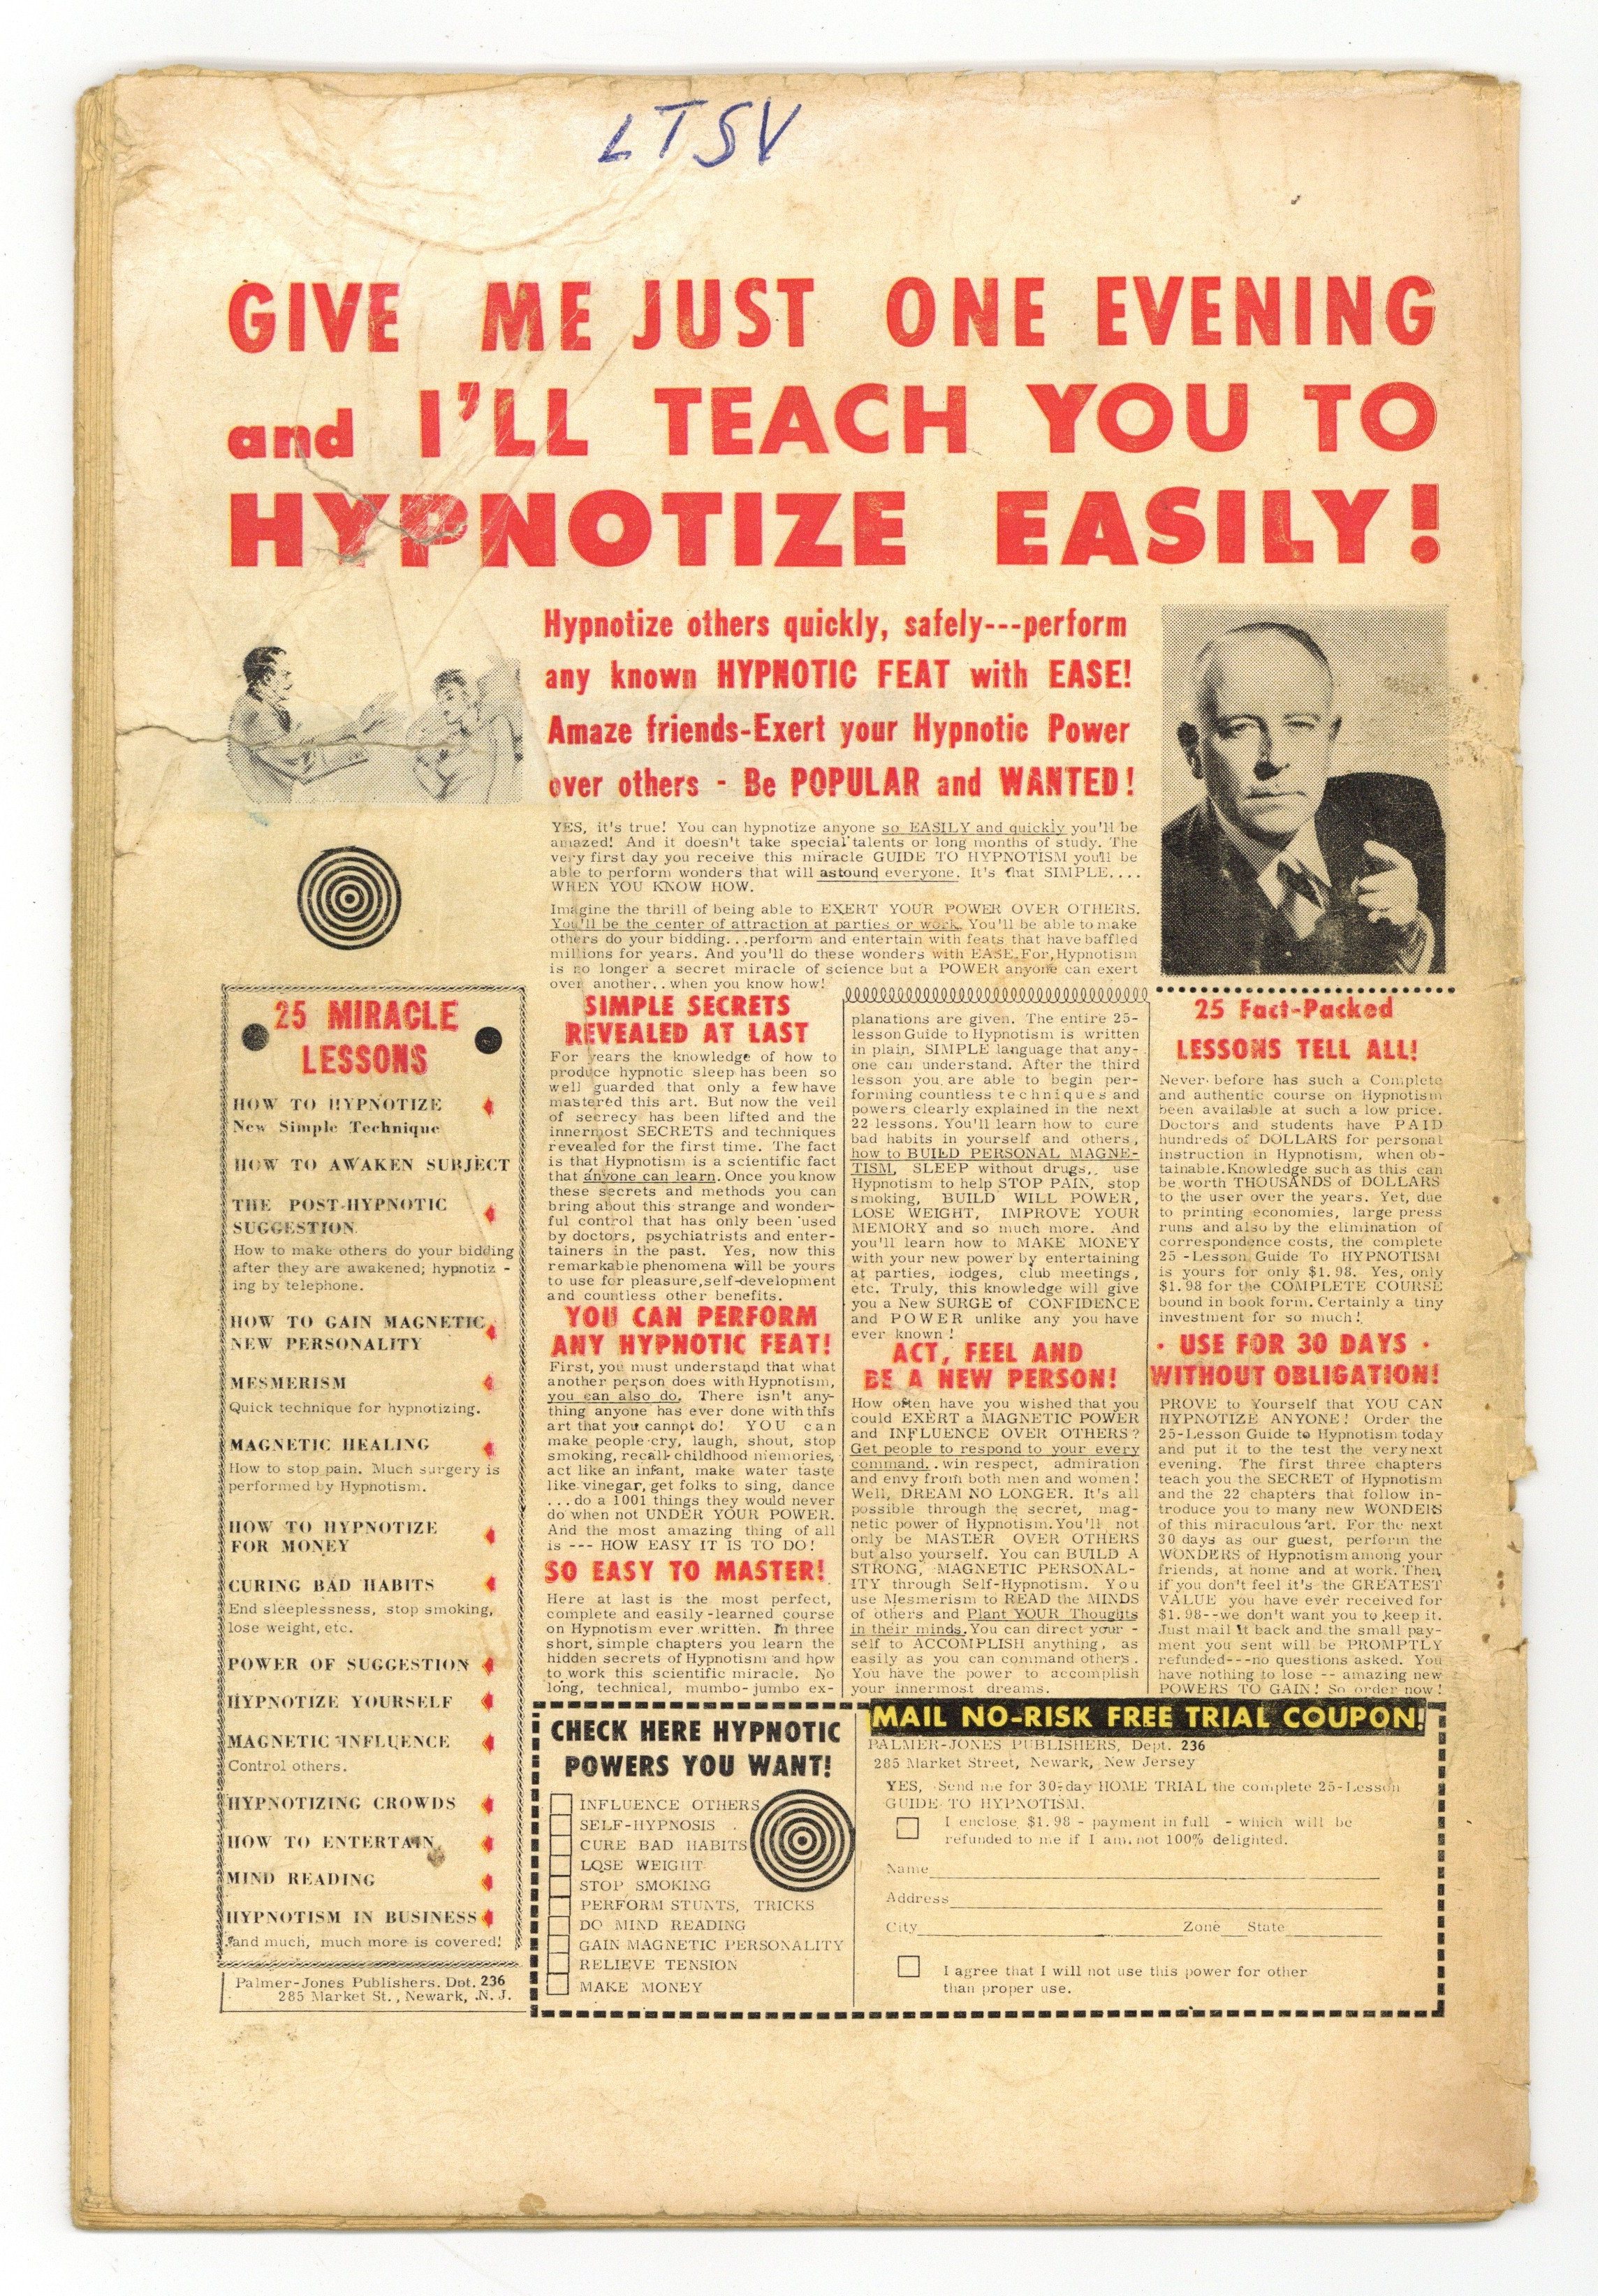 LTSV
GIVE ME JUST ONE EVENING
and I'LL TEACH YOU TO
HYPNOTIZE EASILY!
Hypnotize others quickly, safely---perform
any known HYPNOTIC FEAT with EASE!
Amaze friends-Exert your Hypnotic Power
over others - Be POPULAR and WANTED!
YES, it's true! You can hypnotize anyone so EASILY and quickly you'll be
amazed! And it doesn't take special talents or long months of study. The
very first day you receive this miracle GUIDE TO HYPNOTISM you'll be
able to perform wonders that will astound everyone. It's that SIMPLE....
WHEN YOU KNOW HOW.
Imagine the thrill of being able to EXERT YOUR POWER OVER OTHERS.
You'll be the center of attraction at parties or work. You'll be able to make
others do your bidding...perform and entertain with feats that have baffled
millions for years. And you'll do these wonders with EASE. For, Hypnotism
is no longer a secret miracle of science but a POWER anyone can exert
over another.. when you know how!
25 MIRACLE
LESSONS
HOW TO HYPNOTIZE
New Simple Technique
HOW TO AWAKEN SUBJECT
THE POST-HYPNOTIC
SUGGESTION
How to make others do your bidding
after they are awakened; hypnotiz -
ing by telephone.
HOW TO GAIN MAGNETIC
NEW PERSONALITY
MESMERISM
Quick technique for hypnotizing.
MAGNETIC HEALING
How to stop pain. Much surgery is
performed by Hypnotism.
HOW TO HYPNOTIZE
FOR MONEY
CURING BAD HABITS
End sleeplessness, stop smoking,
lose weight, etc.
POWER OF SUGGESTION
HYPNOTIZE YOURSELF
MAGNETIC INFLUENCE
Control others.
HYPNOTIZING CROWDS
HOW TO ENTERTAIN
MIND READING
HYPNOTISM IN BUSINESS
and much, much more is covered!
Palmer-Jones Publishers. Dpt. 236
285 Market St., Newark, N. J.
SIMPLE SECRETS
REVEALED AT LAST
For years the knowledge of how to
produce hypnotic sleep has been so
well guarded that only a few have
mastered this art. But now the veil
of secrecy has been lifted and the
innermost SECRETS and techniques
revealed for the first time. The fact
is that Hypnotism is a scientific fact
that anyone can learn. Once you know
these secrets and methods you can
bring about this strange and wonder-
ful control that has only been used
by doctors, psychiatrists and enter-
tainers in the past. Yes, now this
remarkable phenomena will be yours
to use for pleasure, self-development
and countless other benefits.
YOU CAN PERFORM
ANY HYPNOTIC FEAT!
First, you must understand that what
another person does with Hypnotism,
you can also do. There isn't any-
thing anyone has ever done with this
art that you cannot do! YOU can
make people cry, laugh, shout, stop
smoking, recall childhood memories,
act like an infant, make water taste
like vinegar, get folks to sing, dance
...do a 1001 things they would never
do when not UNDER YOUR POWER.
And the most amazing thing of all
is --- HOW EASY IT IS TO DO!
SO EASY TO MASTER!
Here at last is the most perfect,
complete and easily-learned course
on Hypnotism ever written. In three
short, simple chapters you learn the
hidden secrets of Hypnotism and how
to work this scientific miracle. No
long, technical, mumbo-jumbo ex-
planations are given. The entire 25-
lesson Guide to Hypnotism is written
in plain, SIMPLE language that any-
one can understand. After the third
lesson you are able to begin per-
forming countless techniques and
powers clearly explained in the next
22 lessons. You'll learn how to cure
bad habits in yourself and others,
how to BUILD PERSONAL MAGNE-
TISM, SLEEP without drugs, use
Hypnotism to help STOP PAIN, stop
smoking, BUILD WILL POWER,
LOSE WEIGHT, IMPROVE YOUR
MEMORY and so much more. And
you'll learn how to MAKE MONEY
with your new power by entertaining
at parties, lodges, club meetings,
etc. Truly, this knowledge will give
you a New SURGE of CONFIDENCE
and POWER unlike any you have
ever known!
ACT, FEEL AND
BE A NEW PERSON!
How often have you wished that you
could EXERT a MAGNETIC POWER
and INFLUENCE OVER OTHERS?
Get people to respond to your every
command.. win respect, admiration
and envy from both men and women!
Well, DREAM NO LONGER. It's all
possible through the secret, mag-
netic power of Hypnotism. You'll not
only be MASTER OVER OTHERS
but also yourself. You can BUILD A
STRONG, MAGNETIC PERSONAL-
ITY through Self-Hypnotism. You
use Mesmerism to READ the MINDS
of others and Plant YOUR Thoughts
in their minds. You can direct your -
self to ACCOMPLISH anything, as
easily as you can command others.
You have the power to accomplish
your innermost dreams.
25 Fact-Packed
LESSONS TELL ALL!
Never before has such a Complete
and authentic course on Hypnotism
been available at such a low price.
Doctors and students have PAID
hundreds of DOLLARS for personal
instruction in Hypnotism, when ob-
tainable. Knowledge such as this can
be worth THOUSANDS of DOLLARS
to the user over the years. Yet, due
to printing economies, large press
runs and also by the elimination of
correspondence costs, the complete
25 -Lesson Guide To HYPNOTISM
is yours for only $1.98. Yes, only
$1.98 for the COMPLETE COURSE
bound in book form. Certainly a tiny
investment for so much!
· USE FOR 30 DAYS ·
WITHOUT OBLIGATION!
PROVE to Yourself that YOU CAN
HYPNOTIZE ANYONE! Order the
25-Lesson Guide to Hypnotism today
and put it to the test the very next
evening. The first three chapters
teach you the SECRET of Hypnotism
and the 22 chapters that follow in-
troduce you to many new WONDERS
of this miraculous art. For the next
30 days as our guest, perform the
WONDERS of Hypnotism among your
friends, at home and at work. Then,
if you don't feel it's the GREATEST
VALUE you have ever received for
$1.98--we don't want you to keep it.
Just mail it back and the small pay-
ment you sent will be PROMPTLY
refunded---no questions asked. You
have nothing to lose -- amazing new
POWERS TO GAIN! So order now!
CHECK HERE HYPNOTIC
POWERS YOU WANT!
INFLUENCE OTHERS
SELF-HYPNOSIS
CURE BAD HABITS
LOSE WEIGHT
STOP SMOKING
PERFORM STUNTS, TRICKS
DO MIND READING
GAIN MAGNETIC PERSONALITY
RELIEVE TENSION
MAKE MONEY
MAIL NO-RISK FREE TRIAL COUPON!
PALMER-JONES PUBLISHERS, Dept. 236
285 Market Street, Newark, New Jersey
YES, Send me for 30-day HOME TRIAL the complete 25-Lesson
GUIDE TO HYPNOTISM.
I enclose $1.98 - payment in full - which will be
refunded to me if I am not 100% delighted.
Name
Address
City Zone State
I agree that I will not use this power for other
than proper use.